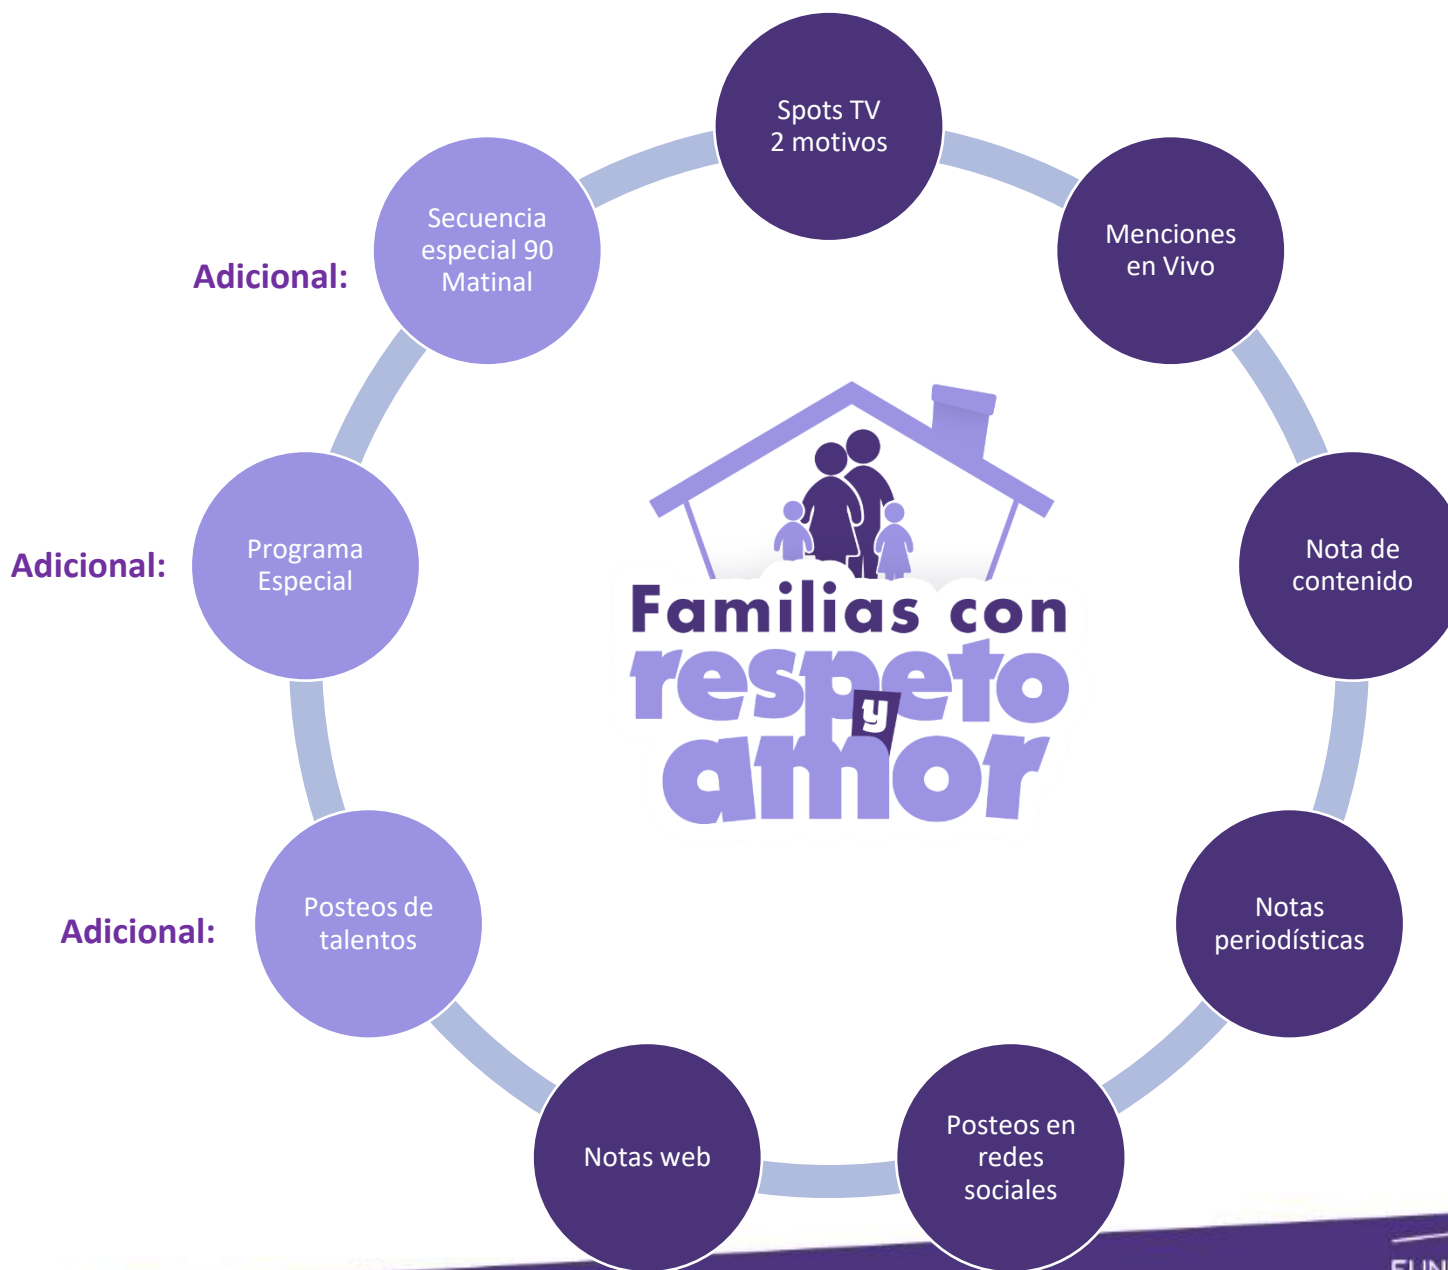 Spots TV
2 motivos
Menciones
en Vivo
Nota de
contenido
Notas
periodísticas
Posteos en
redes
sociales
Notas web
Adicional:
Posteos de
talentos
Adicional:
Programa
Especial
Adicional:
Secuencia
especial 90
Matinal
Familias con
respeto
y
amor